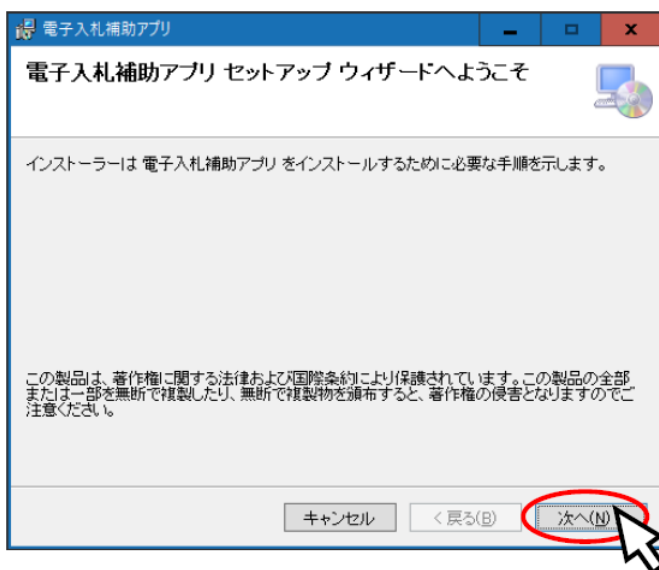 電子入札補助アプリ
電子入札補助アプリ セットアップ ウィザードへようこそ
インストーラーは 電子入札補助アプリ をインストールするために必要な手順を示します。
この製品は、著作権に関する法律および国際条約により保護されています。この製品の全部
または一部を無断で複製したり、無断で複製物を頒布すると、著作権の侵害となりますのでご
注意ください。
キャンセル < 戻る(B) 次へ(N)